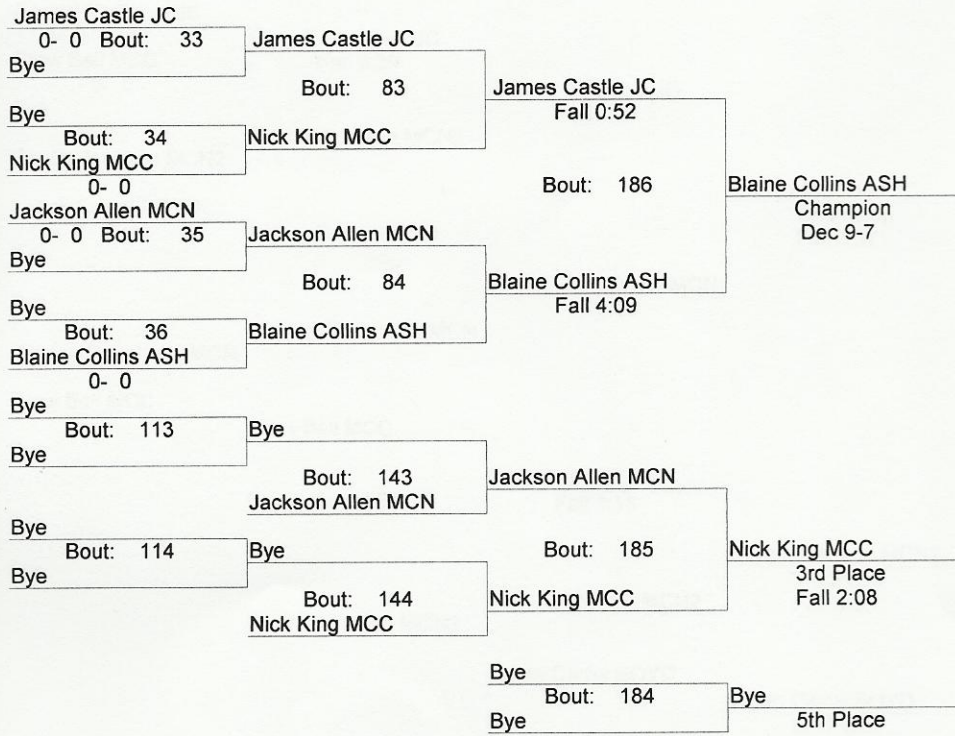 James Castle JC
0- 0 Bout: 33
Bye
James Castle JC
Bout: 83
Bye
Bout: 34
Nick King MCC
0- 0
Nick King MCC
James Castle JC
Fall 0:52
Bout: 186
Jackson Allen MCN
0- 0 Bout: 35
Bye
Jackson Allen MCN
Bout: 84
Bye
Bout: 36
Blaine Collins ASH
0- 0
Blaine Collins ASH
Blaine Collins ASH
Fall 4:09
Blaine Collins ASH
Champion
Dec 9-7
Bye
Bout: 113
Bye
Bye
Bout: 143
Jackson Allen MCN
Jackson Allen MCN
Bye
Bout: 114
Bye
Bye
Bout: 144
Nick King MCC
Bout: 185
Nick King MCC
Nick King MCC
3rd Place
Fall 2:08
Bye
Bout: 184
Bye
Bye
5th Place